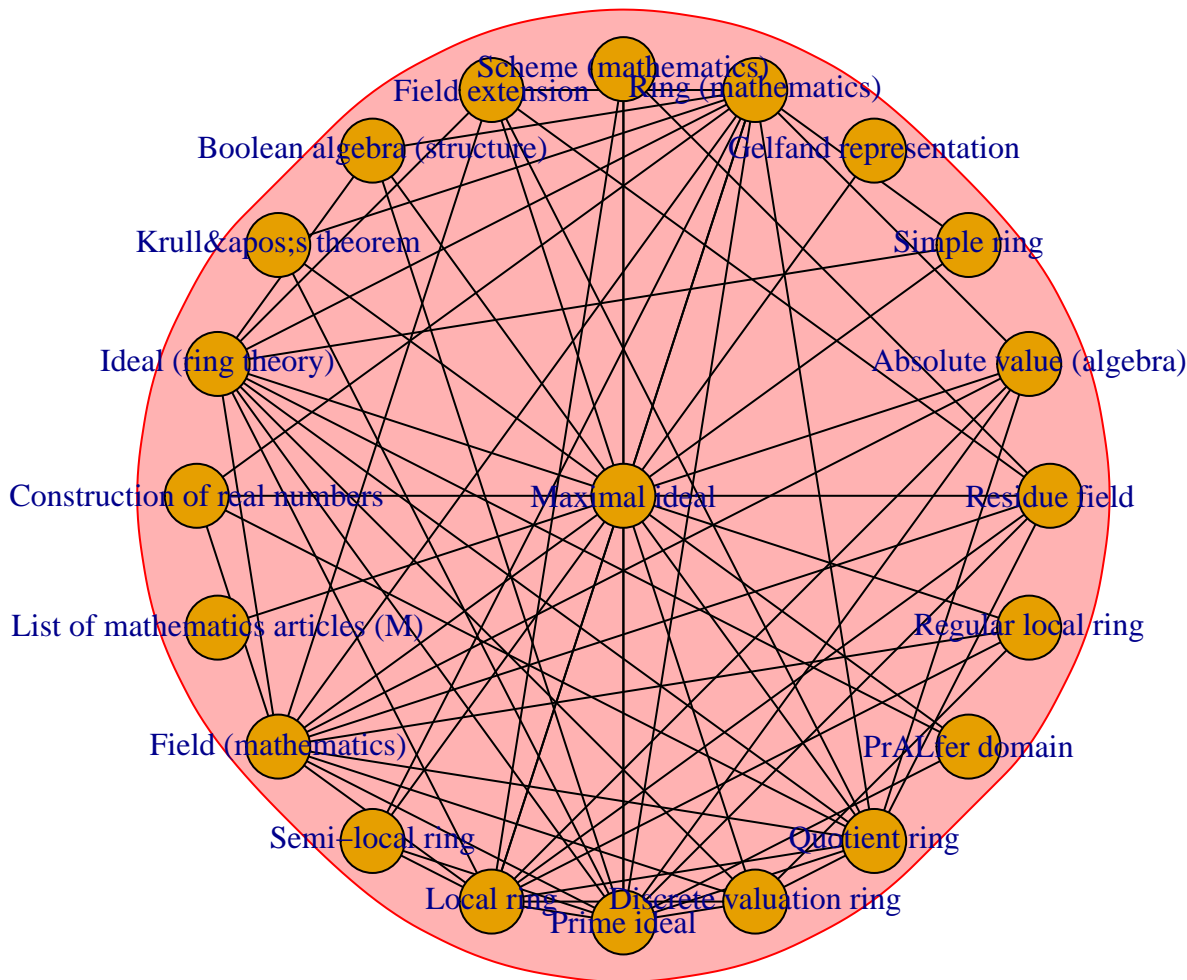 Scheme (mathematics)
Ring (mathematics)
Field extension
Boolean algebra (structure)
Gelfand representation
Krull&apos;s theorem
Simple ring
Ideal (ring theory)
Absolute value (algebra)
Construction of real numbers
Maximal ideal
Residue field
List of mathematics articles (M)
Regular local ring
Field (mathematics)
PrALfer domain
Semi−local ring
Quotient ring
Local ring
Discrete valuation ring
Prime ideal